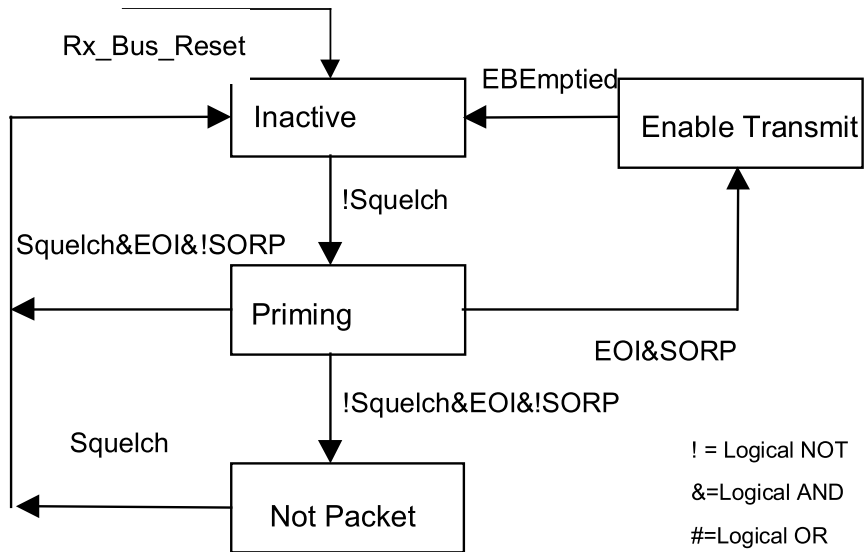 Rx_Bus_Reset
EBEmptied
Inactive
Enable Transmit
!Squelch
Squelch&EOI&!SORP
Priming
EOI&SORP
!Squelch&EOI&!SORP
Squelch
Not Packet
! = Logical NOT
&=Logical AND
#=Logical OR